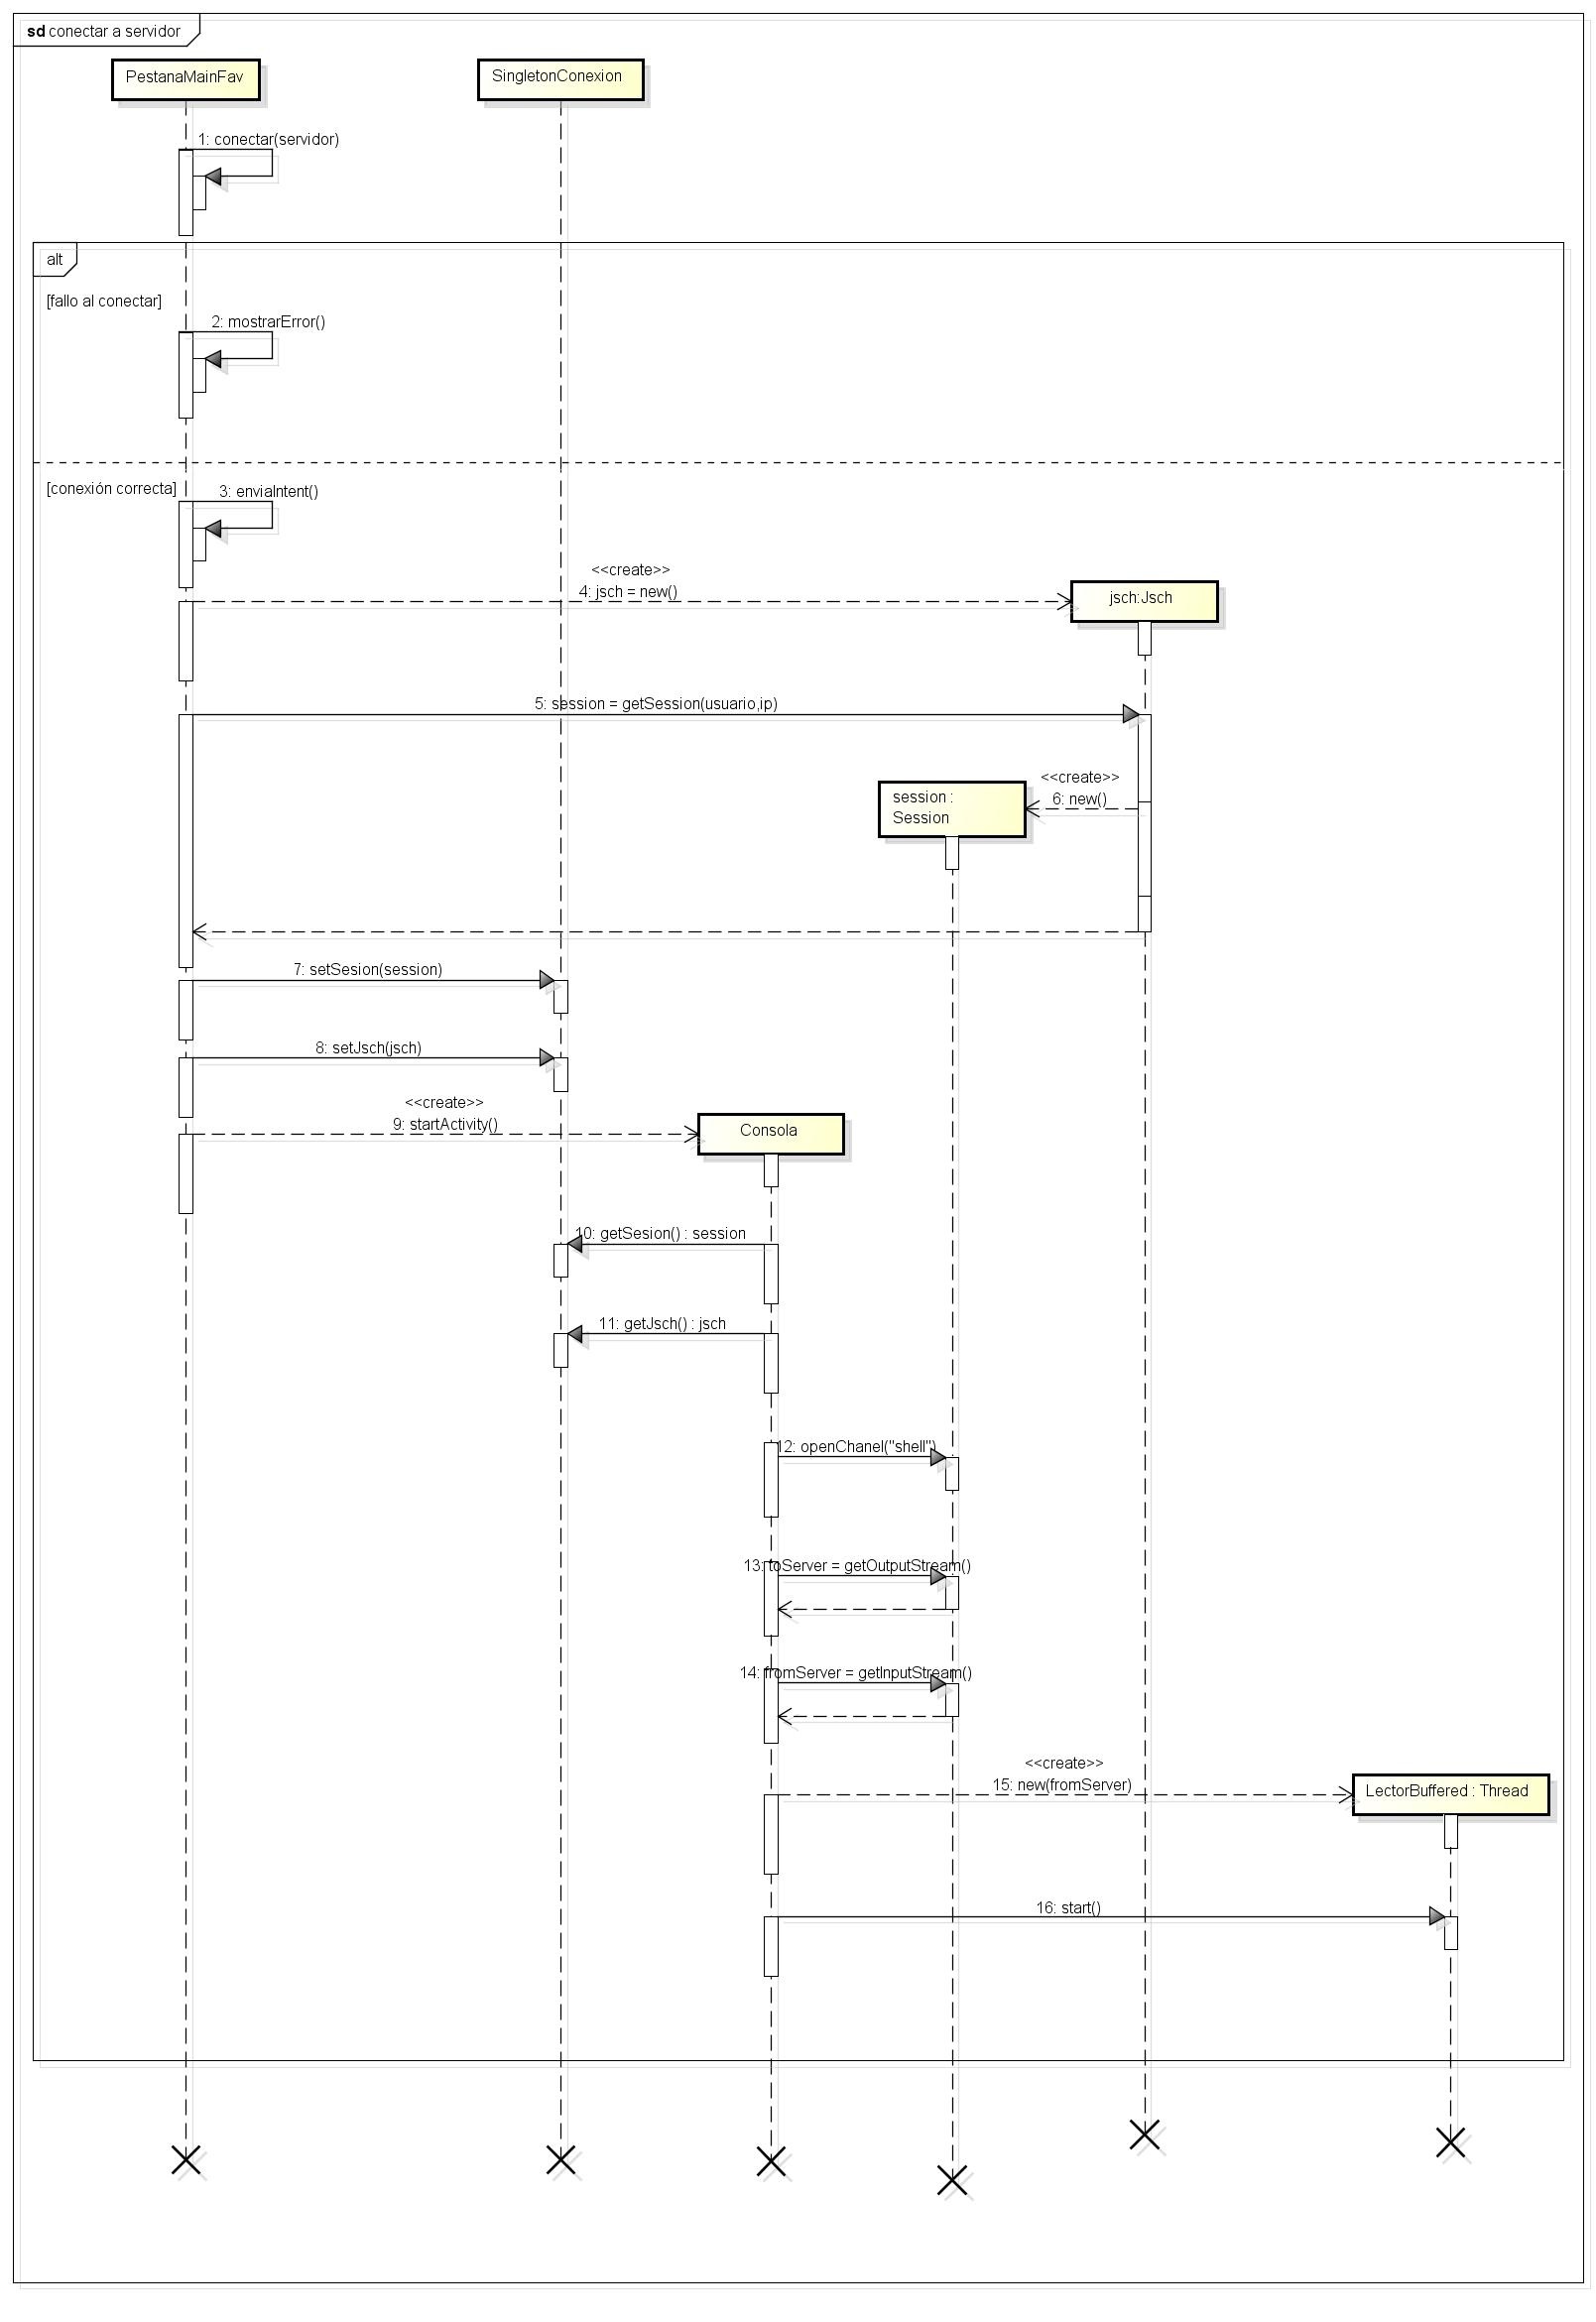 sd conectar a servidor
PestanaMainFav
SingletonConexion
1: conectar(servidor)
alt
[fallo al conectar]
2: mostrarError()
[conexión correcta]
3: enviaIntent()
<<create>>
4: jsch = new()
jsch:Jsch
5: session = getSession(usuario,ip)
<<create>>
6: new()
session :
Session
7: setSesion(session)
8: setJsch(jsch)
<<create>>
9: startActivity()
Consola
10: getSesion() : session
11: getJsch() : jsch
12: openChanel("shell")
13: toServer = getOutputStream()
14: fromServer = getInputStream()
<<create>>
15: new(fromServer)
LectorBuffered : Thread
16: start()